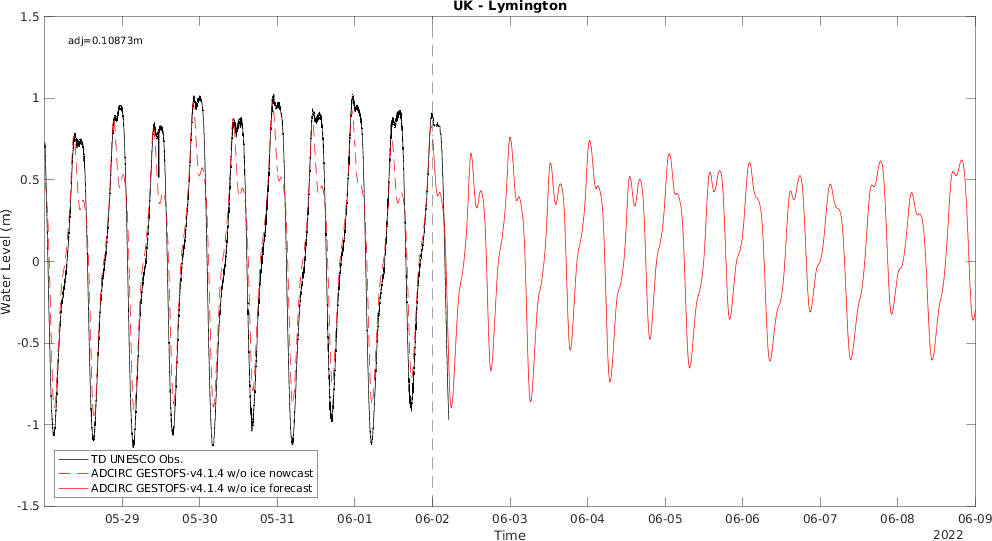 UK - Lymington
adj=0.10873m
1.5
1
0.5
0
-0.5
-1
-1.5
Water Level (m)
TD UNESCO Obs.
ADCIRC GESTOFS-v4.1.4 w/o ice nowcast
ADCIRC GESTOFS-v4.1.4 w/o ice forecast
05-29 05-30 05-31 06-01 06-02 06-03 06-04 06-05 06-06 06-07 06-08 06-09
Time
2022